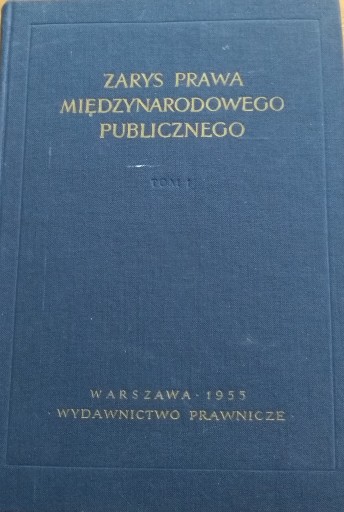 ZARYS PRAWA
MIĘDZYNARODOWEGO
PUBLICZNEGO
TOM I
WARSZAWA · 1955
· WYDAWNICTWO PRAWNICZE ·